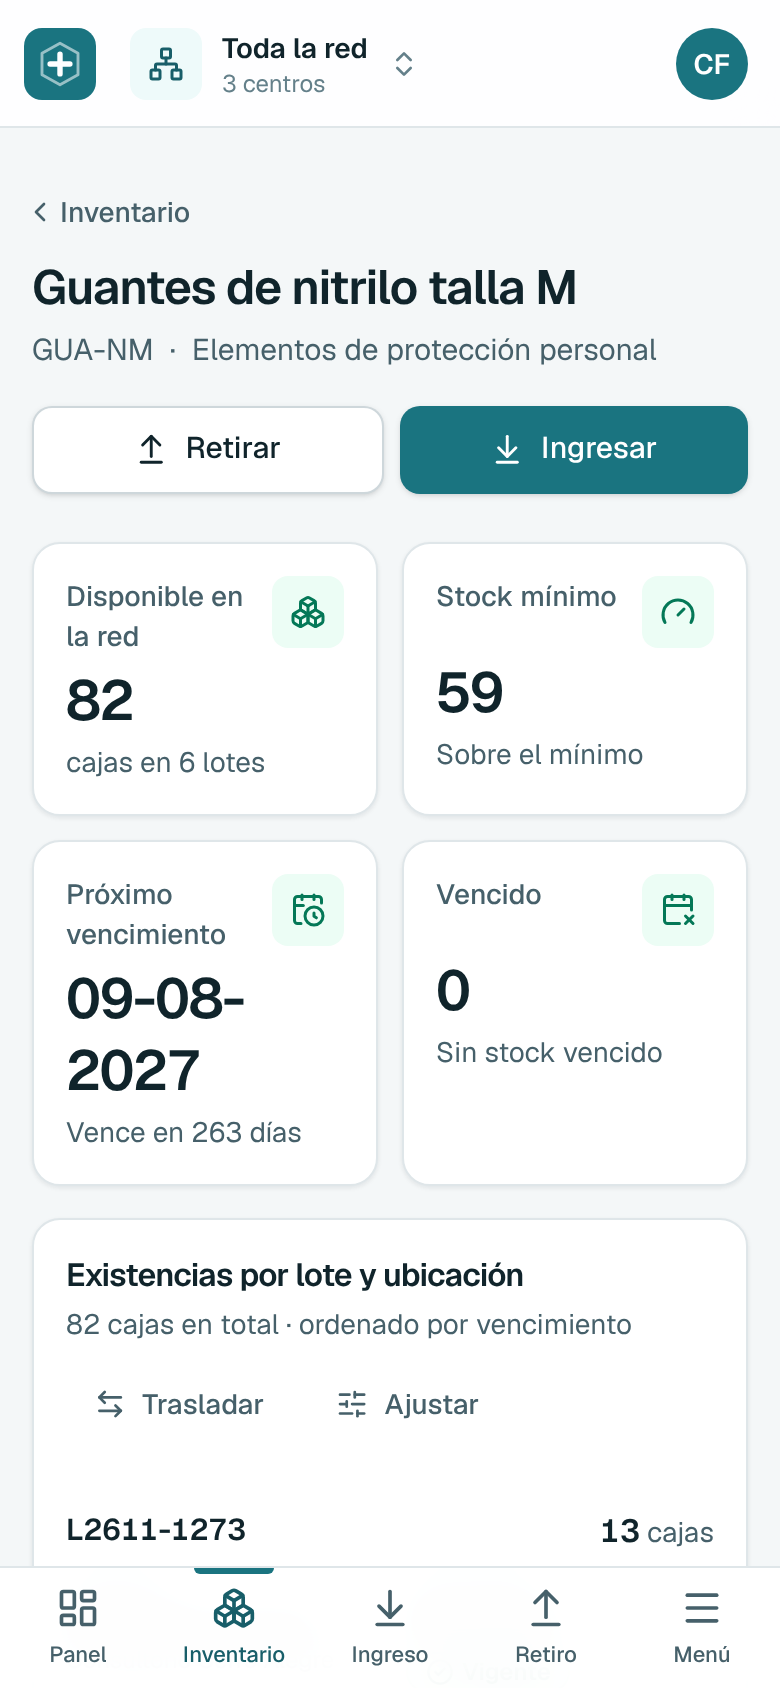 Toda la red
3 centros
CF
Inventario
Guantes de nitrilo talla M
GUA-NM · Elementos de protección personal
Retirar
Ingresar
Disponible en
la red
82
cajas en 6 lotes
Stock mínimo
59
Sobre el mínimo
Próximo
vencimiento
09-08-
2027
Vence en 263 días
Vencido
0
Sin stock vencido
Existencias por lote y ubicación
82 cajas en total · ordenado por vencimiento
Trasladar
Ajustar
L2611-1273
13 cajas
Vigente
Panel
Inventario
Ingreso
Retiro
Menú